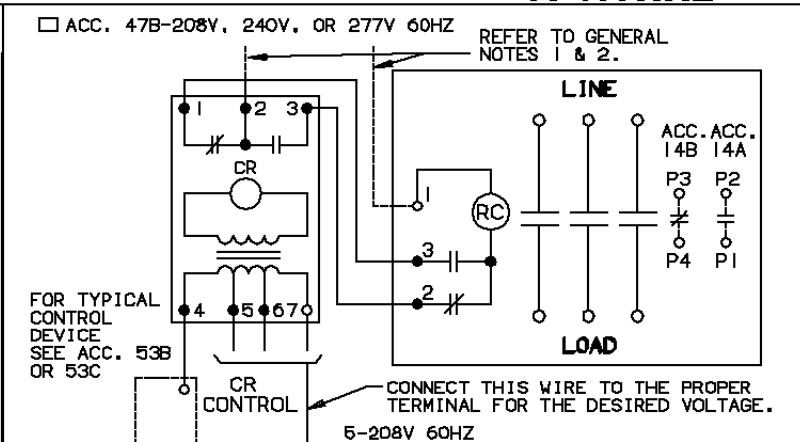 □ ACC. 47B-208V, 240V, OR 277V 60HZ
REFER TO GENERAL
NOTES 1 & 2.
LINE
1 2 3
CR
ACC. ACC.
14B 14A
P3 P2
1
RC
3
P4 P1
2
FOR TYPICAL
CONTROL
DEVICE
SEE ACC. 53B
OR 53C
4 5 6 7
LOAD
CR
CONTROL
CONNECT THIS WIRE TO THE PROPER
TERMINAL FOR THE DESIRED VOLTAGE.
5-208V 60HZ